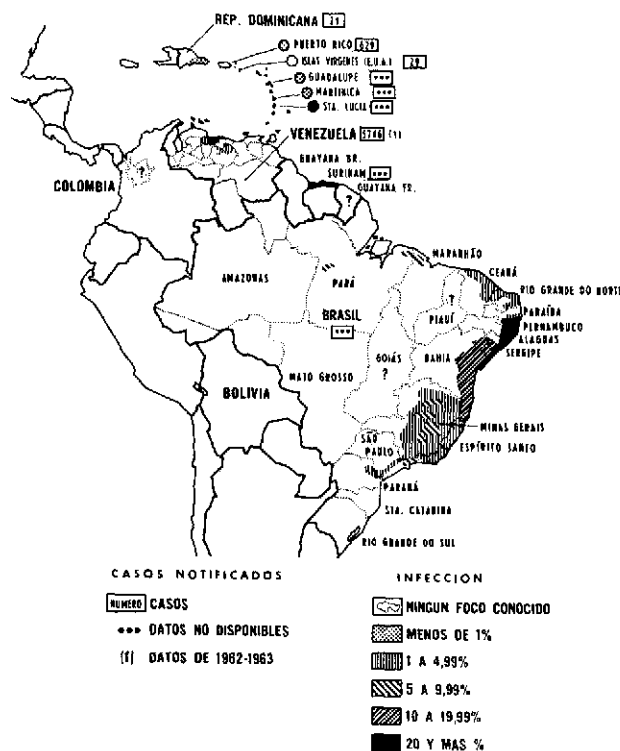 REP. DOMINICANA 21
PUERTO RICO 629
ISLAS VIRGENES (E.U.A.) 29
GUADALUPE •••
MARTINICA •••
STA. LUCIA •••
VENEZUELA (1)
GUAYANA BR.
SURINAM •••
GUAYANA FR.
COLOMBIA
?
?
MARANHÃO
CEARÁ
RIO GRANDE DO NORTE
AMAZONAS
PARÁ
?
PARAÍBA
BRASIL
•••
PIAUÍ
PERNAMBUCO
ALAGOAS
SERGIPE
GOIÁS
?
BAHIA
MATO GROSSO
BOLIVIA
MINAS GERAIS
SÃO PAULO
ESPÍRITO SANTO
PARANÁ
STA. CATARINA
RIO GRANDE DO SUL
CASOS NOTIFICADOS
NUMERO CASOS
••• DATOS NO DISPONIBLES
DATOS DE 1962-1963
INFECCION
NINGUN FOCO CONOCIDO
MENOS DE 1%
1 A 4,99%
5 A 9,99%
10 A 19,99%
20 Y MAS %